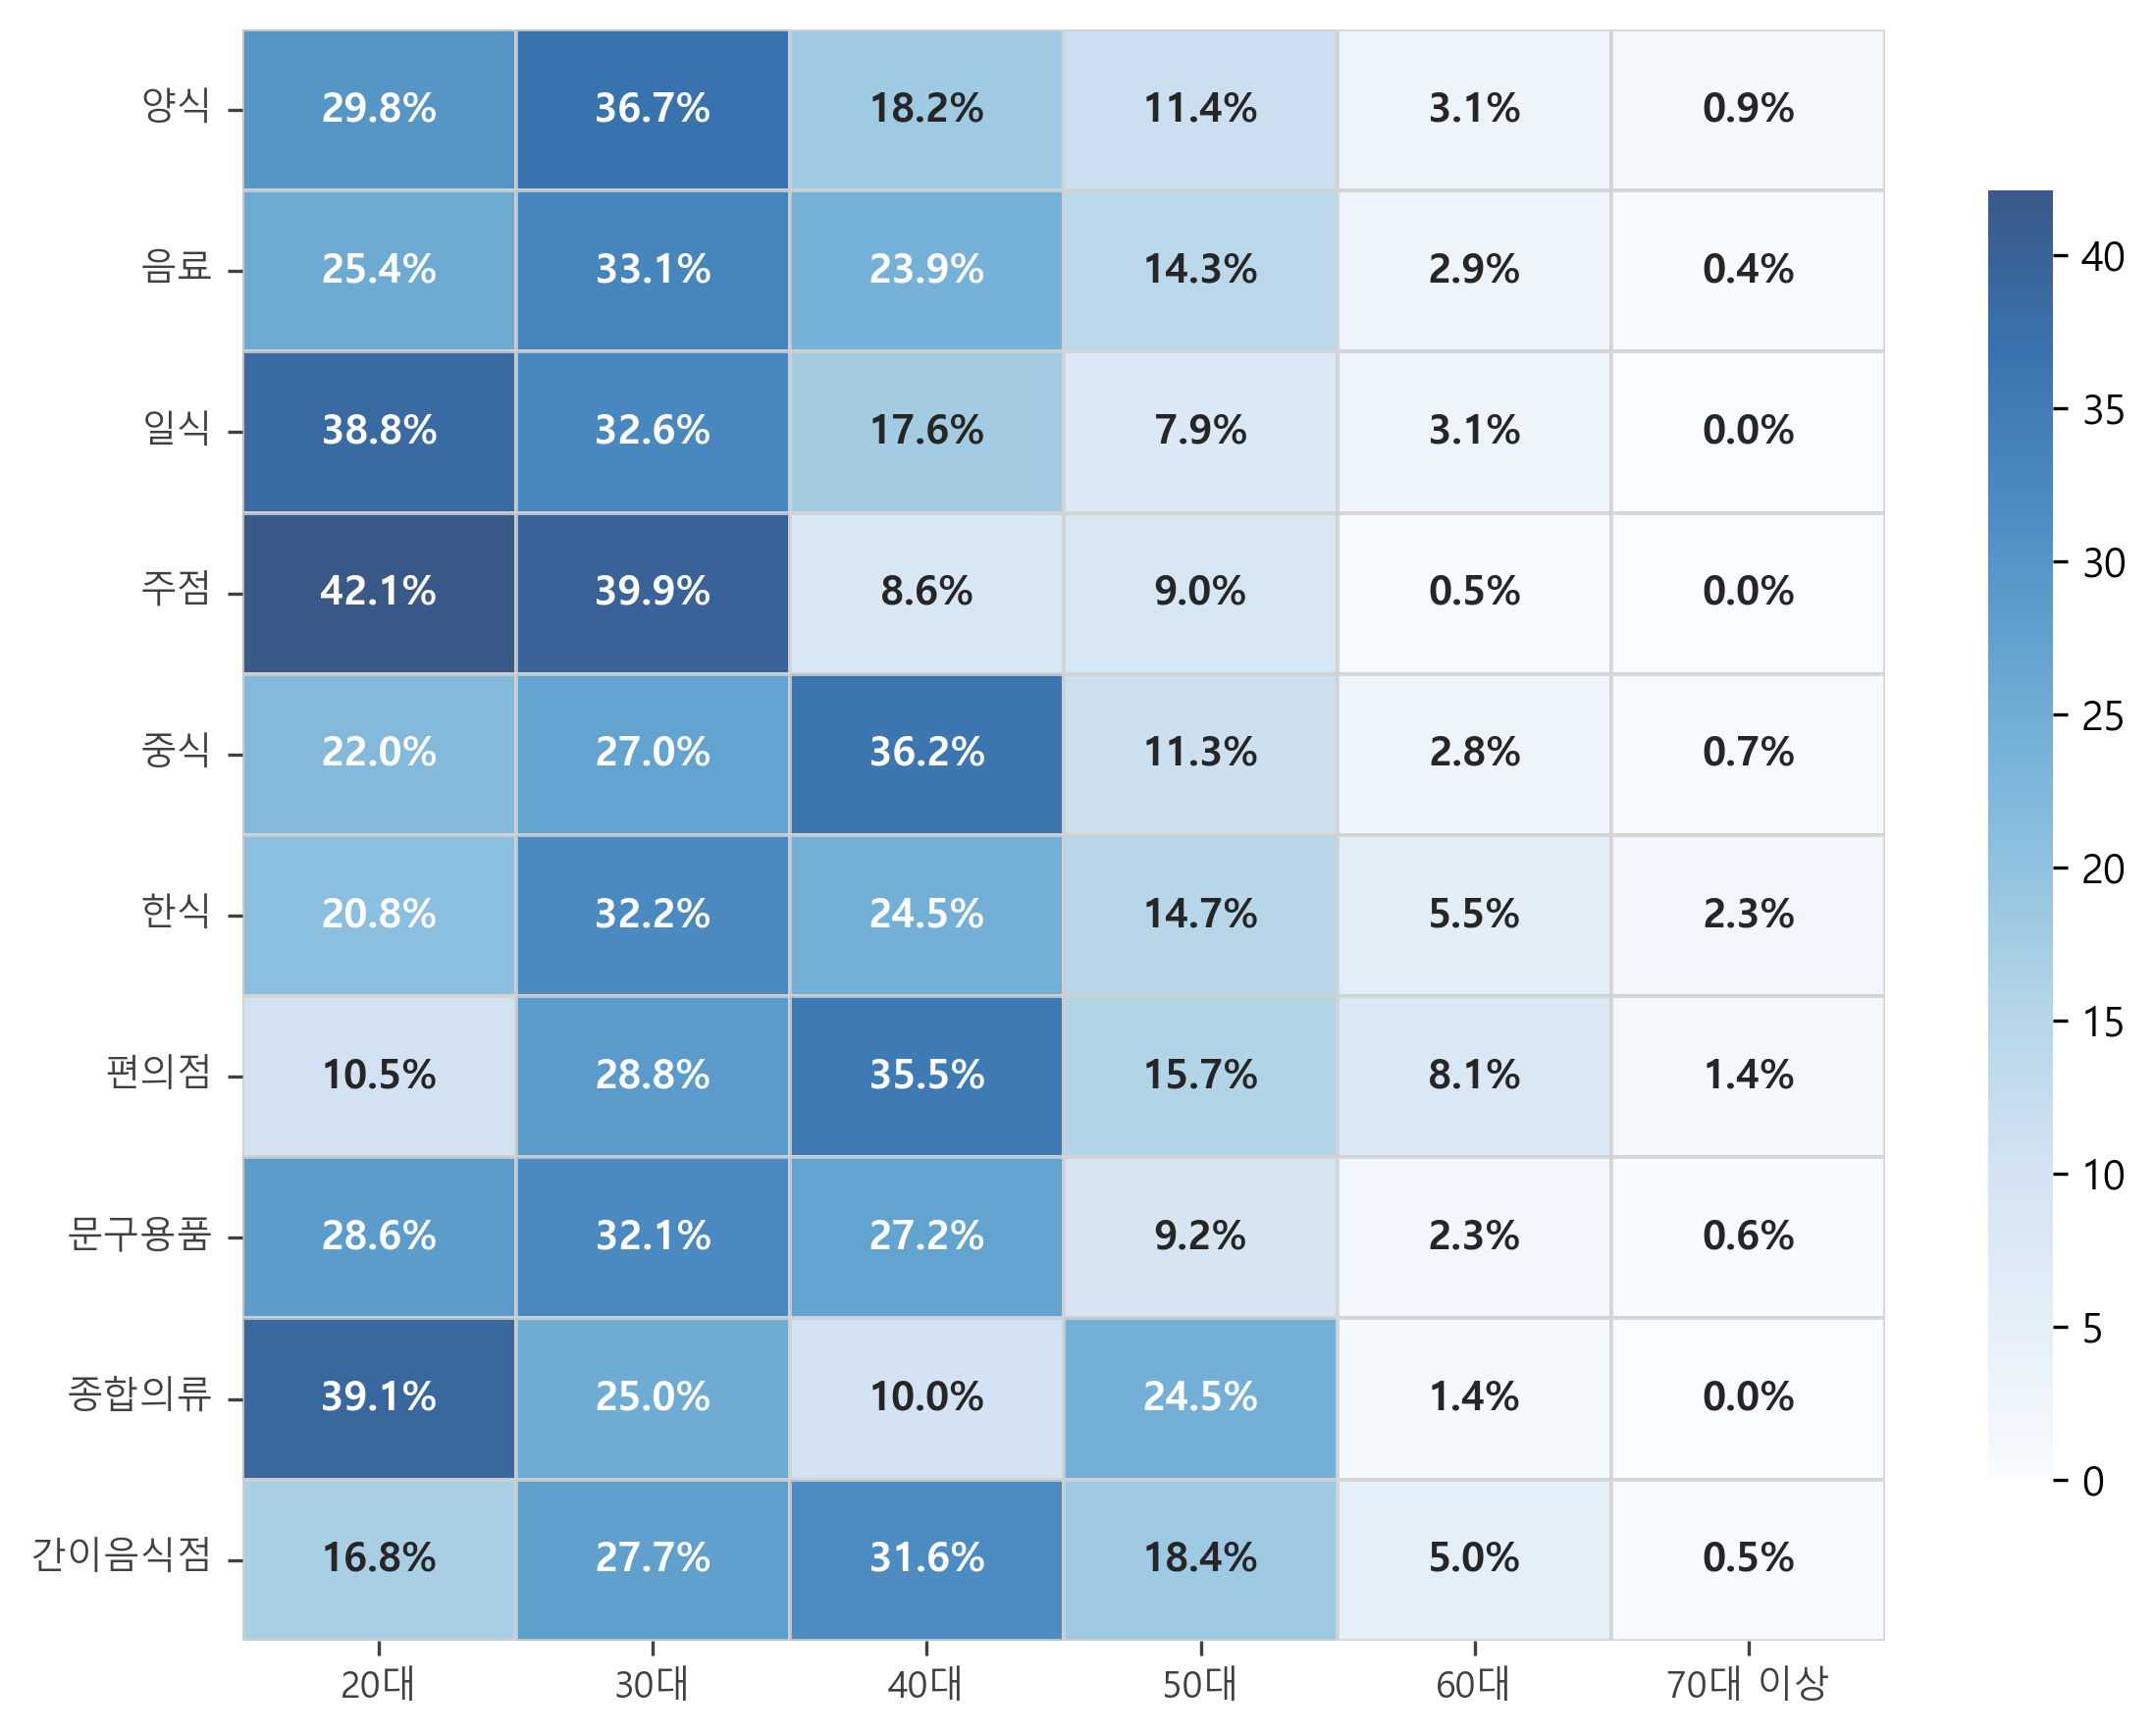 양식 29.8% 36.7% 18.2% 11.4% 3.1% 0.9%
음료 25.4% 33.1% 23.9% 14.3% 2.9% 0.4%
일식 38.8% 32.6% 17.6% 7.9% 3.1% 0.0%
주점 42.1% 39.9% 8.6% 9.0% 0.5% 0.0%
중식 22.0% 27.0% 36.2% 11.3% 2.8% 0.7%
한식 20.8% 32.2% 24.5% 14.7% 5.5% 2.3%
편의점 10.5% 28.8% 35.5% 15.7% 8.1% 1.4%
문구용품 28.6% 32.1% 27.2% 9.2% 2.3% 0.6%
종합의류 39.1% 25.0% 10.0% 24.5% 1.4% 0.0%
간이음식점 16.8% 27.7% 31.6% 18.4% 5.0% 0.5%
20대 30대 40대 50대 60대 70대 이상
40
35
30
25
20
15
10
5
0